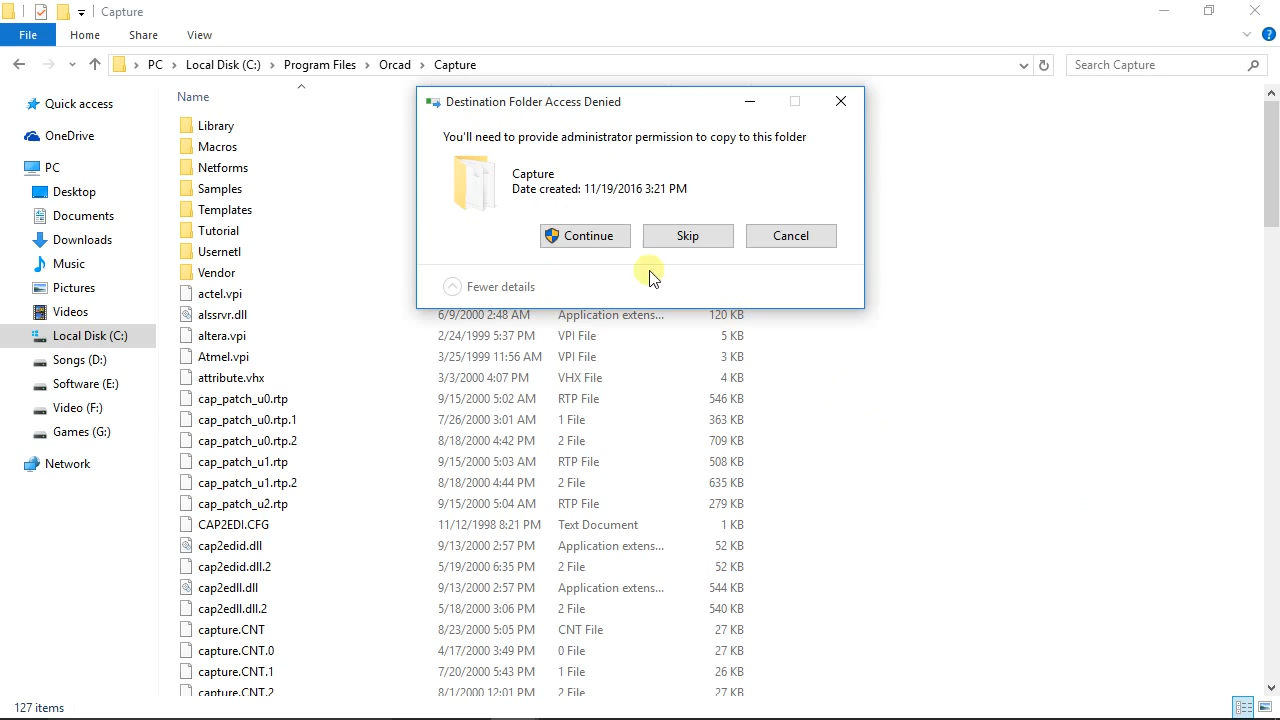 Capture
File Home Share View
PC Local Disk (C:) Program Files Orcad Capture
Search Capture
Quick access
OneDrive
PC
Desktop
Documents
Downloads
Music
Pictures
Videos
Local Disk (C:)
Songs (D:)
Software (E:)
Video (F:)
Games (G:)
Network
Name
Library
Macros
Netforms
Samples
Templates
Tutorial
Usernetl
Vendor
actel.vpi
alssrvr.dll 6/9/2000 2:48 AM Application extens... 120 KB
altera.vpi 2/24/1999 5:37 PM VPI File 5 KB
Atmel.vpi 3/25/1999 11:56 AM VPI File 3 KB
attribute.vhx 3/3/2000 4:07 PM VHX File 4 KB
cap_patch_u0.rtp 9/15/2000 5:02 AM RTP File 546 KB
cap_patch_u0.rtp.1 7/26/2000 3:01 AM 1 File 363 KB
cap_patch_u0.rtp.2 8/18/2000 4:42 PM 2 File 709 KB
cap_patch_u1.rtp 9/15/2000 5:03 AM RTP File 508 KB
cap_patch_u1.rtp.2 8/18/2000 4:44 PM 2 File 635 KB
cap_patch_u2.rtp 9/15/2000 5:04 AM RTP File 279 KB
CAP2EDI.CFG 11/12/1998 8:21 PM Text Document 1 KB
cap2edid.dll 9/13/2000 2:57 PM Application extens... 52 KB
cap2edid.dll.2 5/19/2000 6:35 PM 2 File 52 KB
cap2edll.dll 9/13/2000 2:57 PM Application extens... 544 KB
cap2edll.dll.2 5/18/2000 3:06 PM 2 File 540 KB
capture.CNT 8/23/2000 5:05 PM CNT File 27 KB
capture.CNT.0 4/17/2000 3:49 PM 0 File 27 KB
capture.CNT.1 7/20/2000 5:43 PM 1 File 26 KB
capture.CNT.2 8/1/2000 12:01 PM 2 File 27 KB
Destination Folder Access Denied
You'll need to provide administrator permission to copy to this folder
Capture
Date created: 11/19/2016 3:21 PM
Continue Skip Cancel
Fewer details
127 items